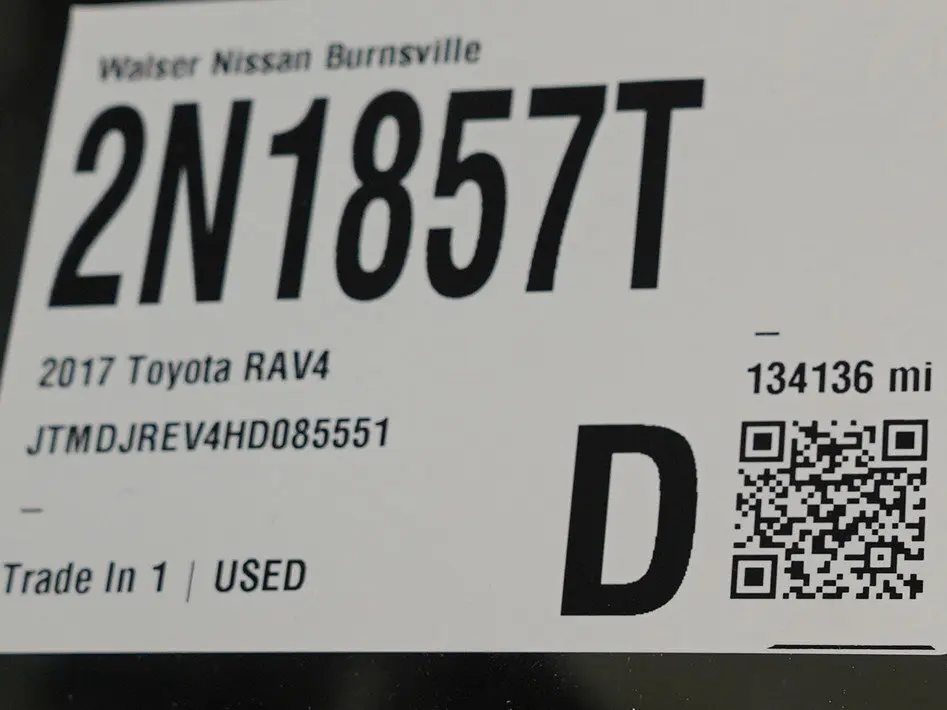 Walser Nissan Burnsville
2N1857T
2017 Toyota RAV4
–
134136 mi
JTMDJREV4HD085551
D
–
Trade In 1 | USED